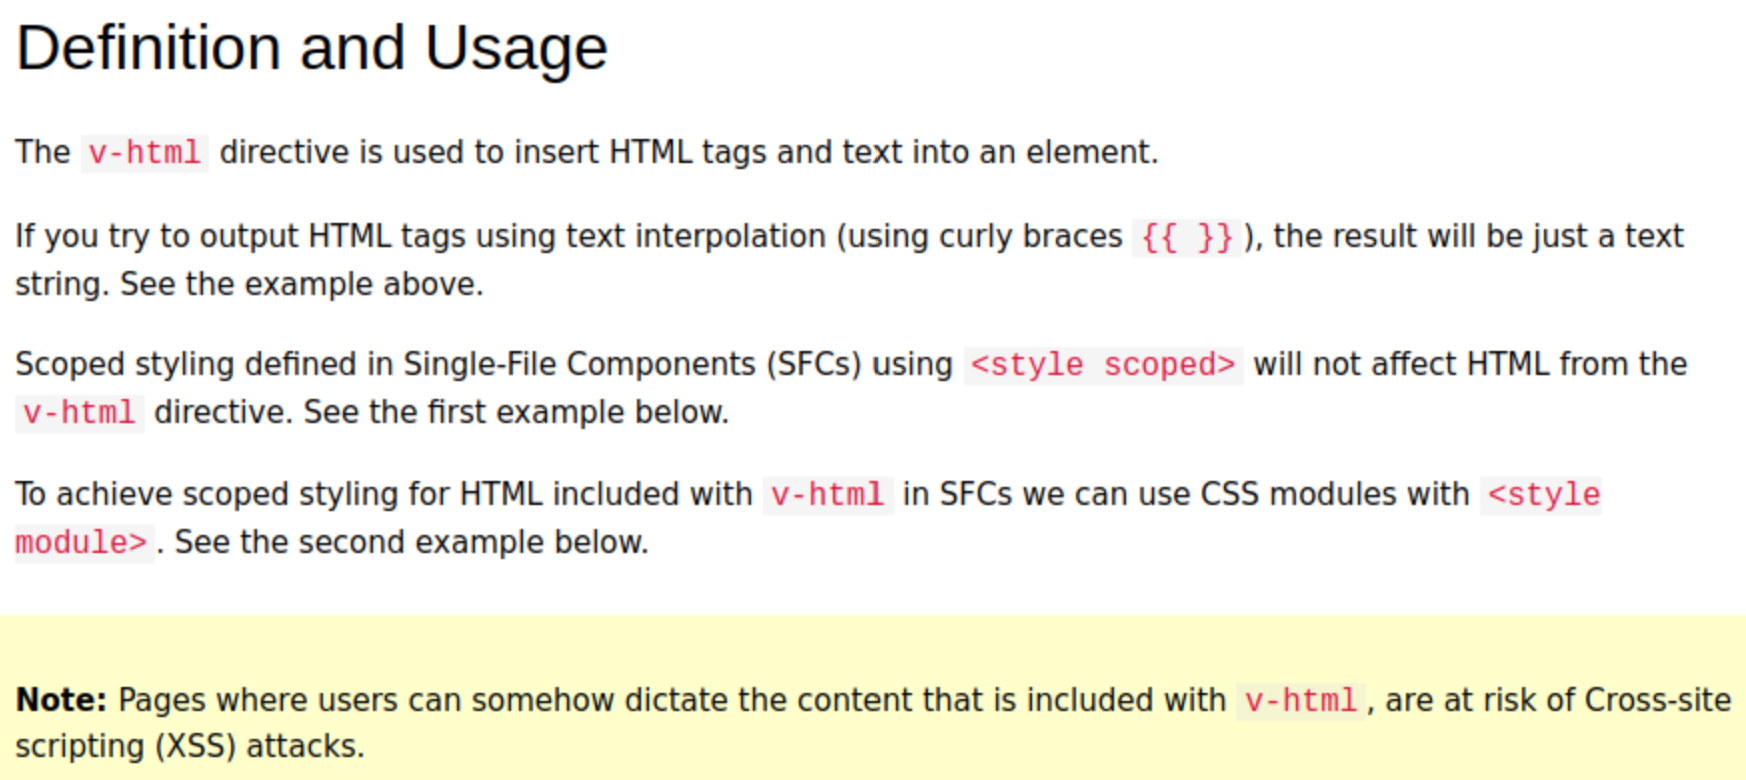 Definition and Usage
The v-html directive is used to insert HTML tags and text into an element.
If you try to output HTML tags using text interpolation (using curly braces {{ }}), the result will be just a text
string. See the example above.
Scoped styling defined in Single-File Components (SFCs) using <style scoped> will not affect HTML from the
v-html directive. See the first example below.
To achieve scoped styling for HTML included with v-html in SFCs we can use CSS modules with <style
module>. See the second example below.
Note: Pages where users can somehow dictate the content that is included with v-html, are at risk of Cross-site
scripting (XSS) attacks.